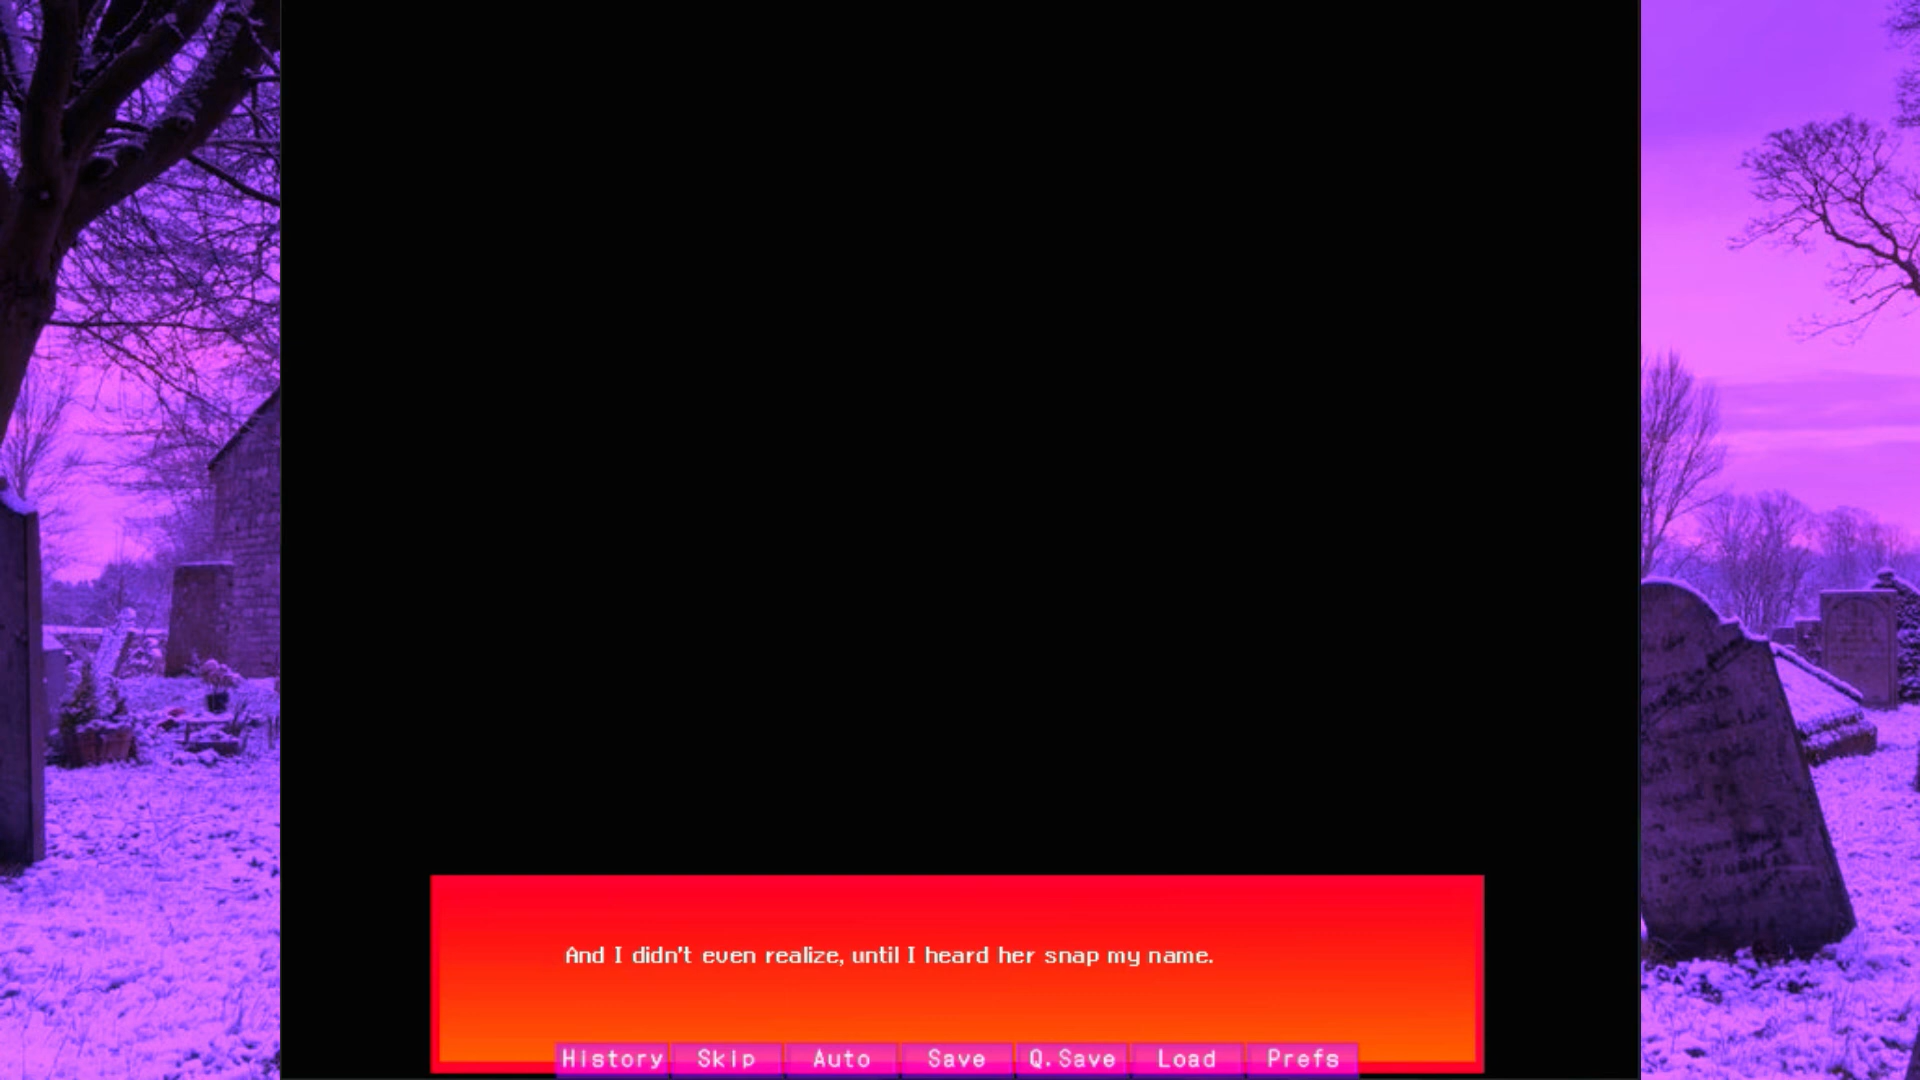 And I didn't even realize, until I heard her snap my name.
History Skip Auto Save Q.Save Load Prefs